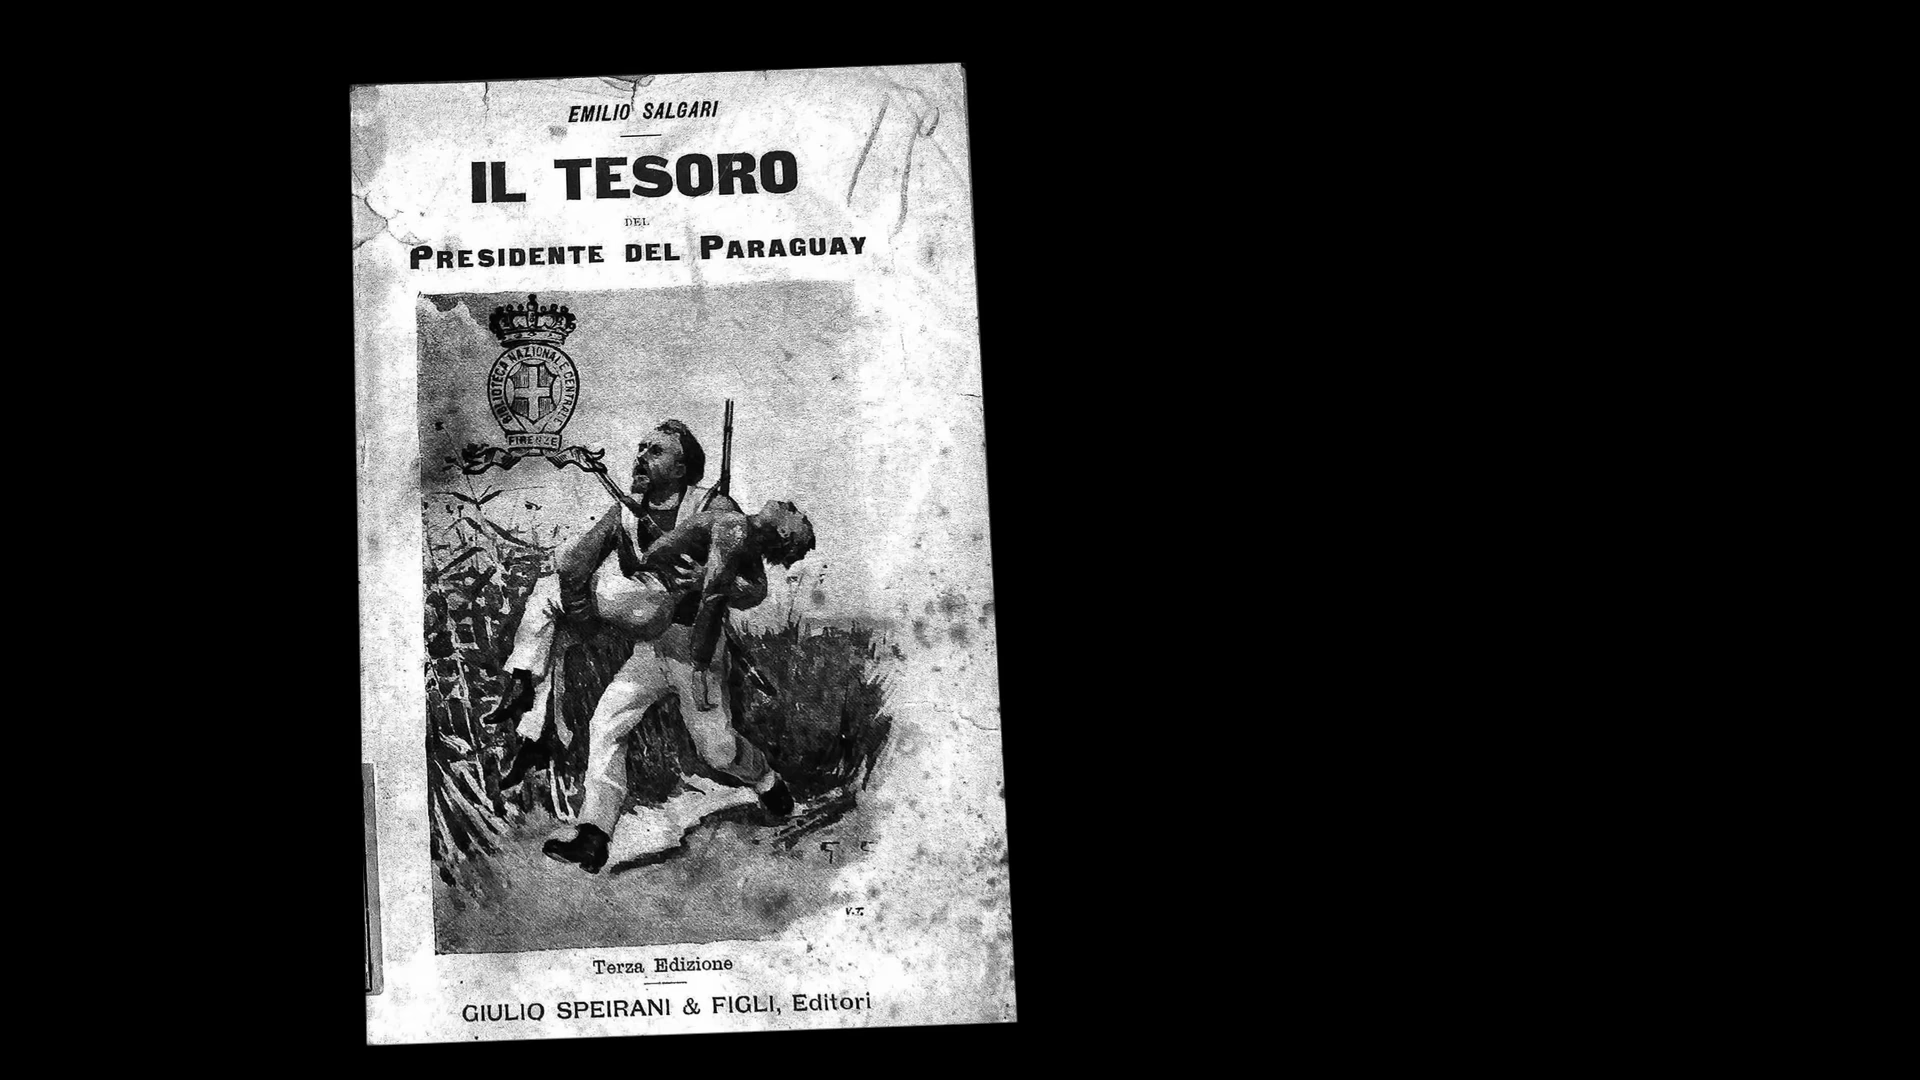 EMILIO SALGARI
IL TESORO
DEL
PRESIDENTE DEL PARAGUAY
BIBLIOTECA NAZIONALE CENTRALE
FIRENZE
V.T.
Terza Edizione
GIULIO SPEIRANI & FIGLI, Editori